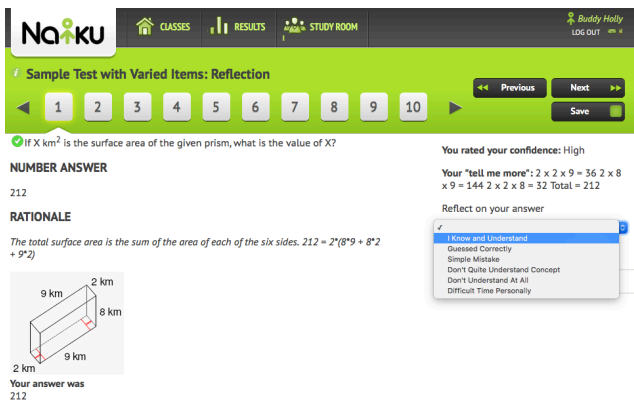 Naiku
CLASSES
RESULTS
STUDY ROOM
Buddy Holly
LOG OUT
i Sample Test with Varied Items: Reflection
Previous
Next
1 2 3 4 5 6 7 8 9 10
Save
If X km² is the surface area of the given prism, what is the value of X?
NUMBER ANSWER
212
RATIONALE
The total surface area is the sum of the area of each of the six sides. 212 = 2*(8*9 + 8*2
+ 9*2)
2 km
9 km
8 km
9 km
2 km
Your answer was
212
You rated your confidence: High
Your "tell me more": 2 x 2 x 9 = 36 2 x 8
x 9 = 144 2 x 2 x 8 = 32 Total = 212
Reflect on your answer
I Know and Understand
Guessed Correctly
Simple Mistake
Don't Quite Understand Concept
Don't Understand At All
Difficult Time Personally